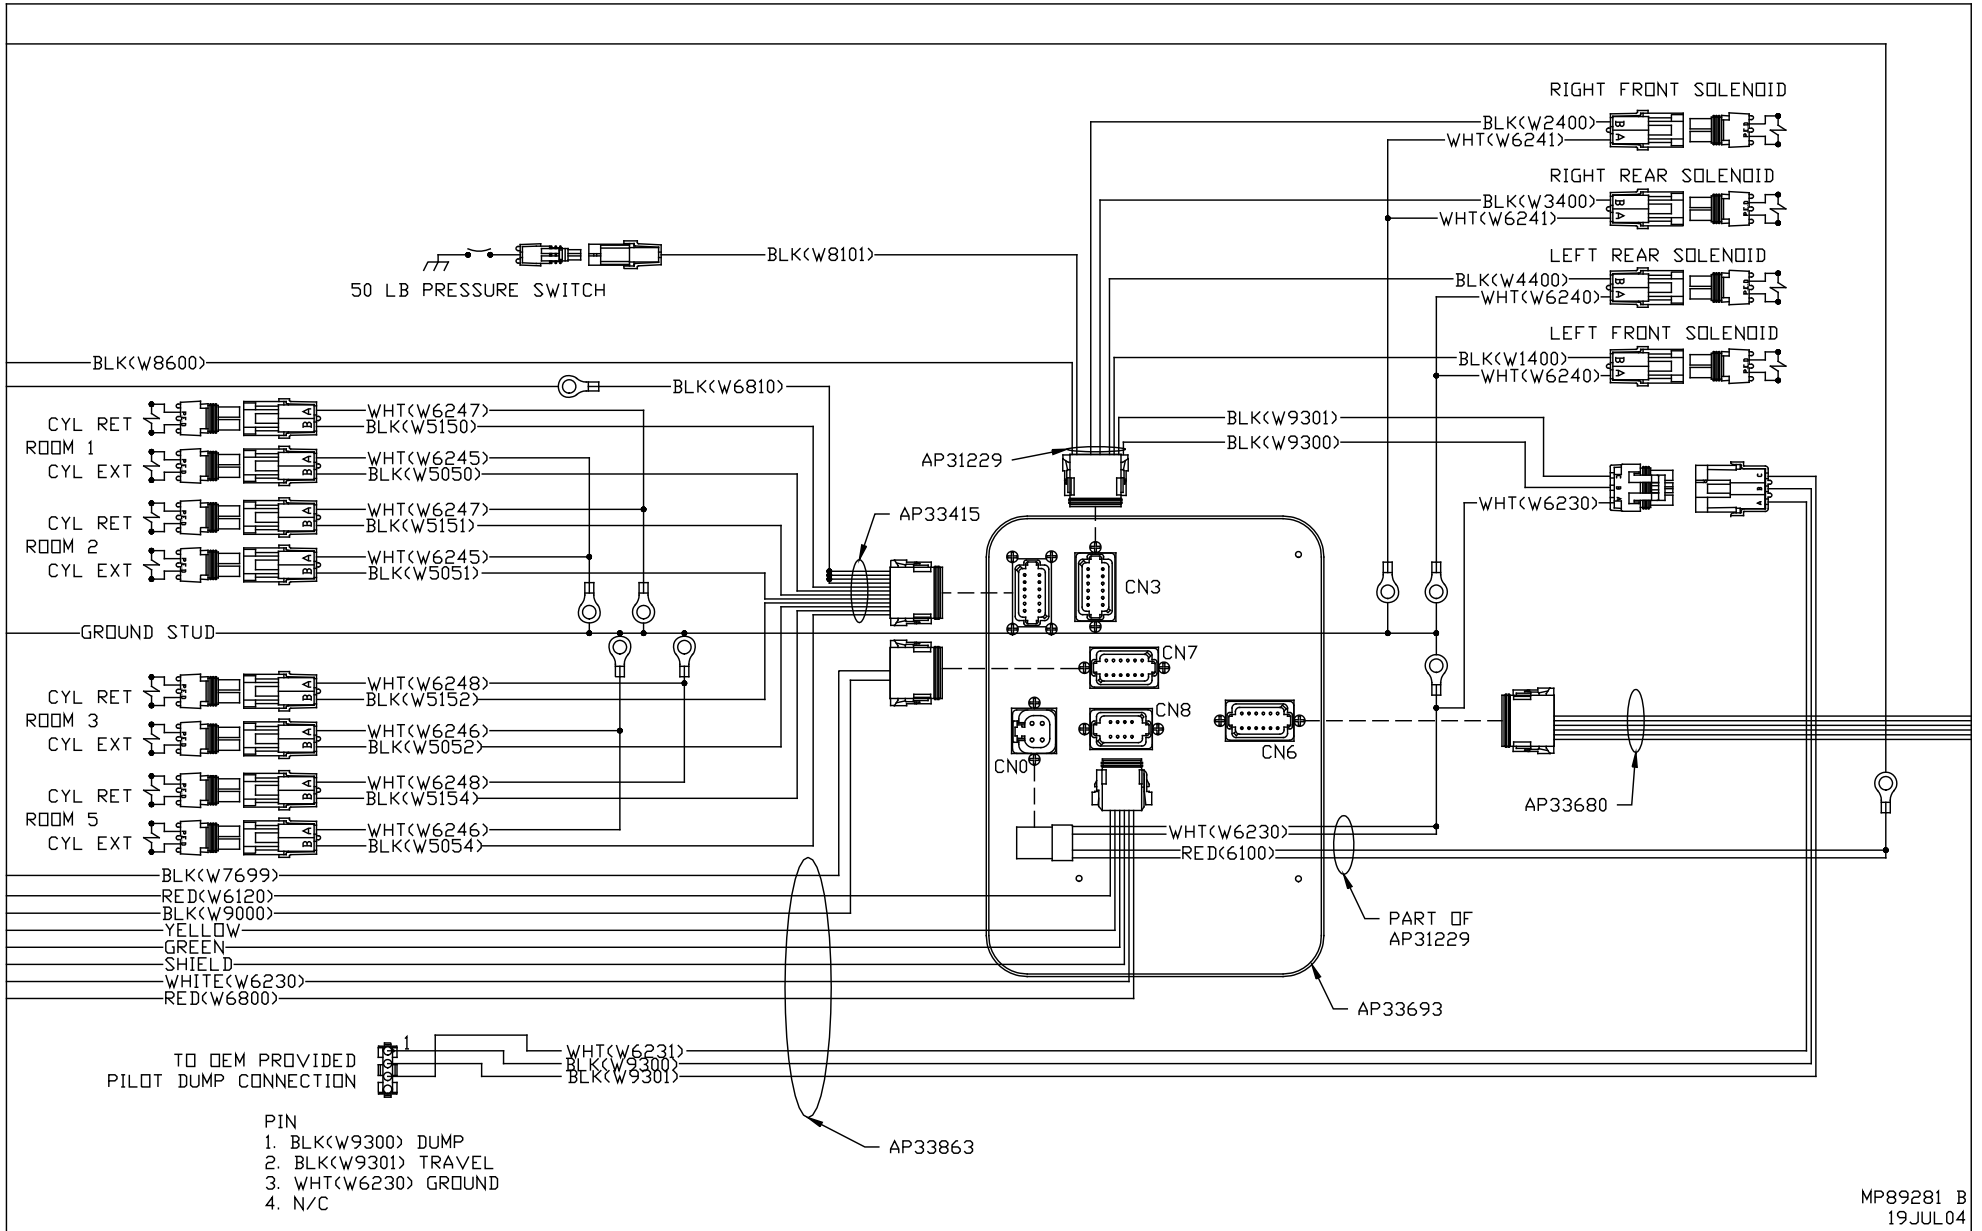 RIGHT FRONT SOLENOID
BLK(W2400)
WHT(W6241)
B
A
RIGHT REAR SOLENOID
BLK(W3400)
WHT(W6241)
B
A
LEFT REAR SOLENOID
BLK(W4400)
WHT(W6240)
B
A
LEFT FRONT SOLENOID
BLK(W1400)
WHT(W6240)
B
A
BLK(W8101)
50 LB PRESSURE SWITCH
BLK(W8600)
BLK(W6810)
BLK(W9301)
BLK(W9300)
WHT(W6230)
C
B
A
AP31229
AP33415
CYL RET
ROOM 1
CYL EXT
WHT(W6247)
BLK(W5150)
WHT(W6245)
BLK(W5050)
A
B
A
B
CYL RET
ROOM 2
CYL EXT
WHT(W6247)
BLK(W5151)
WHT(W6245)
BLK(W5051)
A
B
A
B
GROUND STUD
CYL RET
ROOM 3
CYL EXT
WHT(W6248)
BLK(W5152)
WHT(W6246)
BLK(W5052)
A
B
A
B
CYL RET
ROOM 5
CYL EXT
WHT(W6248)
BLK(W5154)
WHT(W6246)
BLK(W5054)
A
B
A
B
CN3
CN7
CN8
CN0
CN6
AP33680
WHT(W6230)
RED(6100)
PART OF
AP31229
AP33693
BLK(W7699)
RED(W6120)
BLK(W9000)
YELLOW
GREEN
SHIELD
WHITE(W6230)
RED(W6800)
1
TO OEM PROVIDED
PILOT DUMP CONNECTION
WHT(W6231)
BLK(W9300)
BLK(W9301)
PIN
1. BLK(W9300) DUMP
2. BLK(W9301) TRAVEL
3. WHT(W6230) GROUND
4. N/C
AP33863
MP89281 B
19JUL04